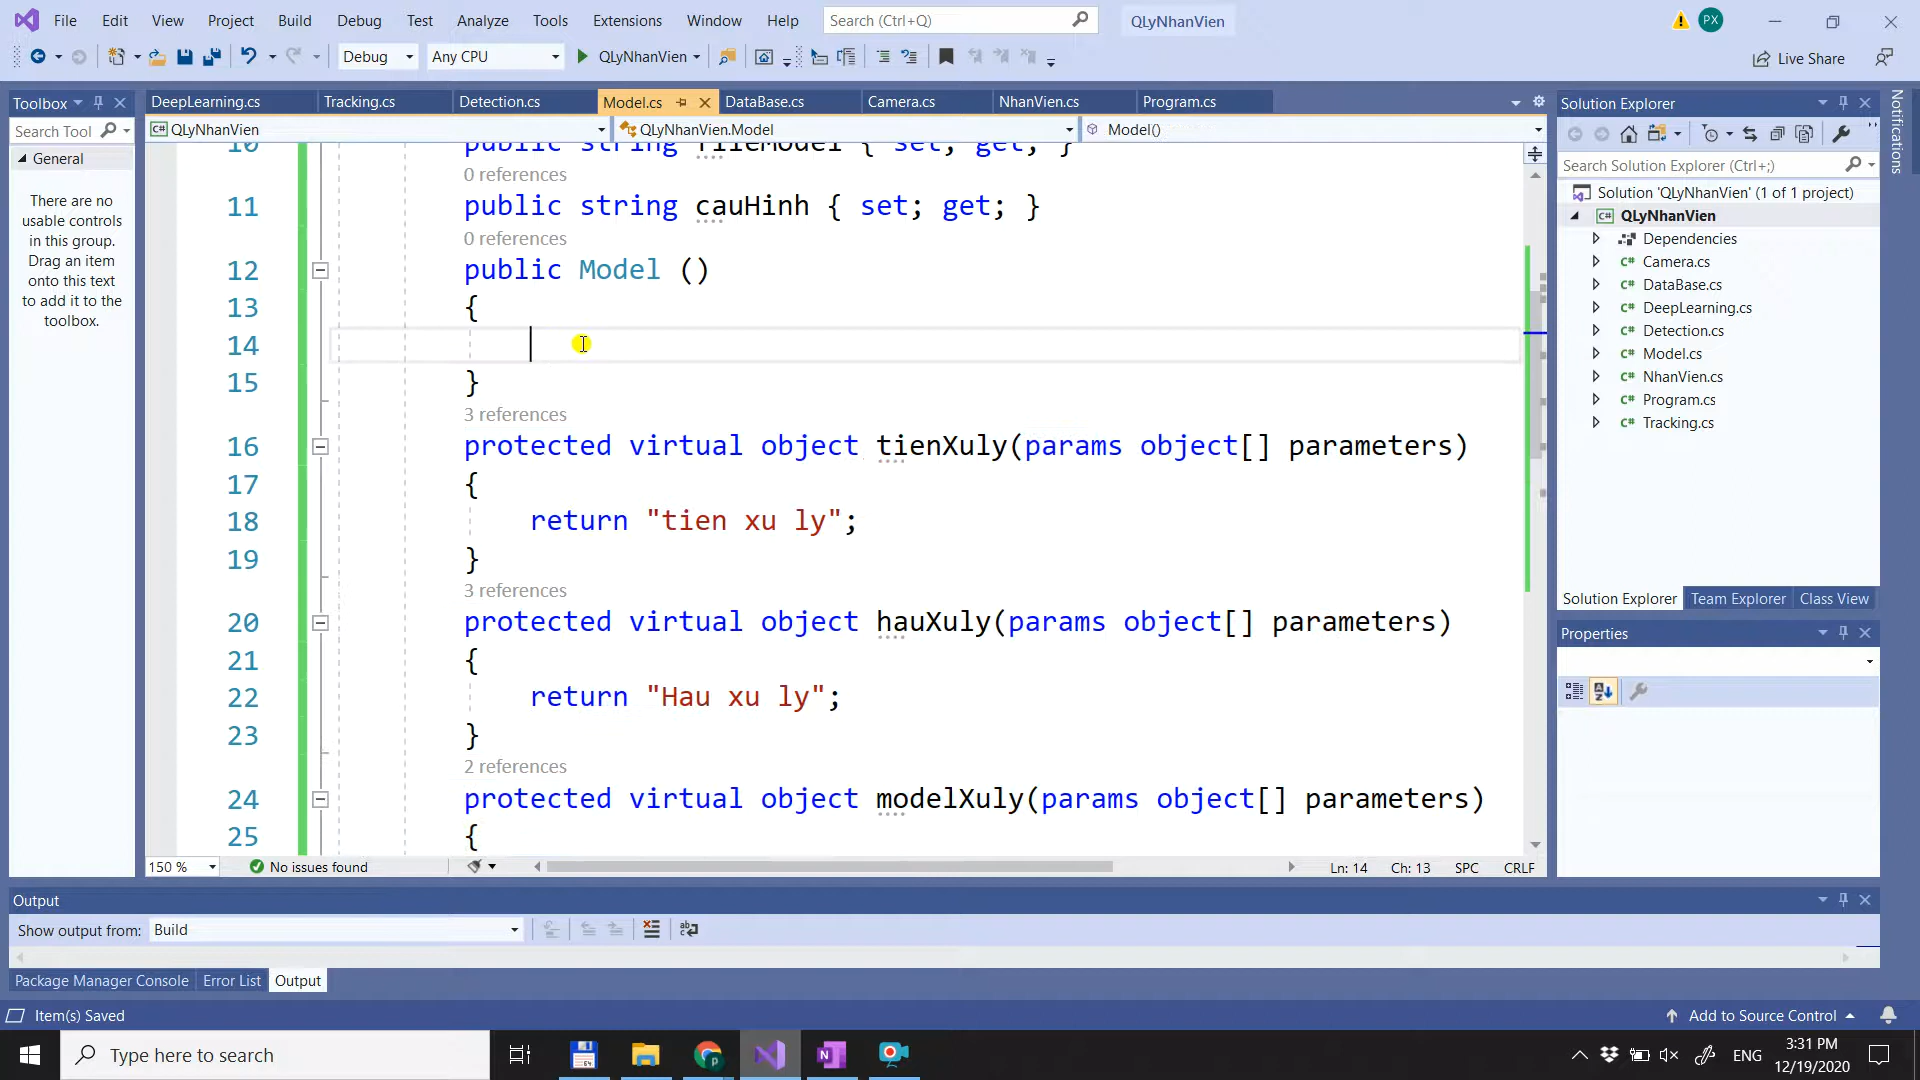 File Edit View Project Build Debug Test Analyze Tools Extensions Window Help Search (Ctrl+Q) QLyNhanVien PX
Debug Any CPU QLyNhanVien Live Share
Toolbox DeepLearning.cs Tracking.cs Detection.cs Model.cs DataBase.cs Camera.cs NhanVien.cs Program.cs Solution Explorer Notifications
Search Tool QLyNhanVien QLyNhanVien.Model Model()
General
There are no
usable controls
in this group.
Drag an item
onto this text
to add it to the
toolbox.
10 public string fileModel { set; get; }
0 references
11 public string cauHinh { set; get; }
0 references
12 public Model ()
13 {
14
15 }
3 references
16 protected virtual object tienXuly(params object[] parameters)
17 {
18 return "tien xu ly";
19 }
3 references
20 protected virtual object hauXuly(params object[] parameters)
21 {
22 return "Hau xu ly";
23 }
2 references
24 protected virtual object modelXuly(params object[] parameters)
25 {
150 % No issues found Ln: 14 Ch: 13 SPC CRLF
Search Solution Explorer (Ctrl+;)
Solution 'QLyNhanVien' (1 of 1 project)
QLyNhanVien
Dependencies
Camera.cs
DataBase.cs
DeepLearning.cs
Detection.cs
Model.cs
NhanVien.cs
Program.cs
Tracking.cs
Solution Explorer Team Explorer Class View
Properties
Output
Show output from: Build
Package Manager Console Error List Output
Item(s) Saved Add to Source Control
Type here to search ENG 3:31 PM
12/19/2020